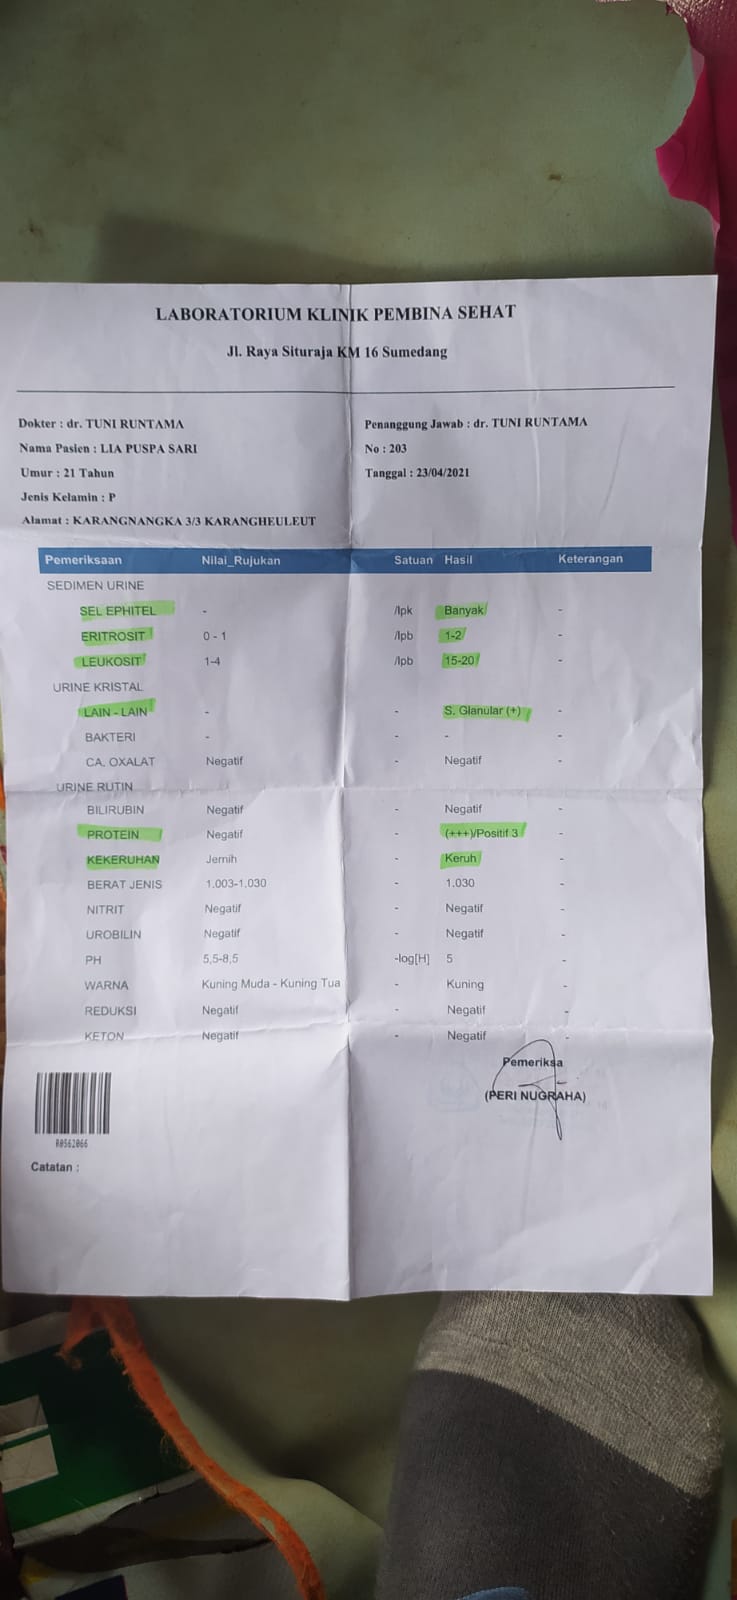 LABORATORIUM KLINIK PEMBINA SEHAT
Jl. Raya Situraja KM 16 Sumedang
Dokter : dr. TUNI RUNTAMA Penanggung Jawab : dr. TUNI RUNTAMA
Nama Pasien : LIA PUSPA SARI No : 203
Umur : 21 Tahun Tanggal : 23/04/2021
Jenis Kelamin : P
Alamat : KARANGNANGKA 3/3 KARANGHEULEUT
Pemeriksaan Nilai_Rujukan Satuan Hasil Keterangan
SEDIMEN URINE
SEL EPHITEL - /lpk Banyak -
ERITROSIT 0 - 1 /lpb 1-2 -
LEUKOSIT 1-4 /lpb 15-20 -
URINE KRISTAL
LAIN - LAIN - - S. Glanular (+) -
BAKTERI - - - -
CA. OXALAT Negatif - Negatif -
URINE RUTIN
BILIRUBIN Negatif - Negatif -
PROTEIN Negatif - (+++)/Positif 3 -
KEKERUHAN Jernih - Keruh -
BERAT JENIS 1.003-1.030 - 1.030 -
NITRIT Negatif - Negatif -
UROBILIN Negatif - Negatif -
PH 5,5-8,5 -log[H] 5 -
WARNA Kuning Muda - Kuning Tua - Kuning -
REDUKSI Negatif - Negatif -
KETON Negatif - Negatif -
Pemeriksa
(PERI NUGRAHA)
R0562066
Catatan :